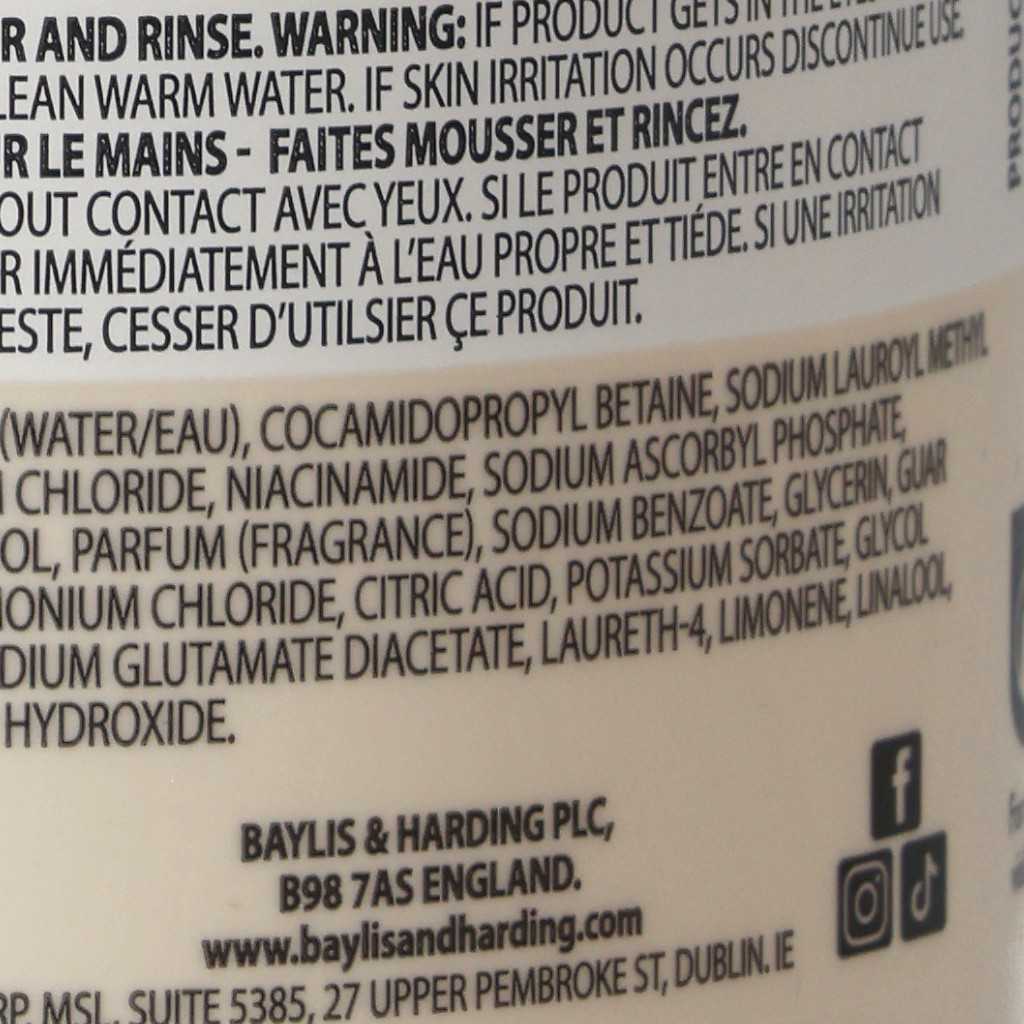 R AND RINSE. WARNING: IF PRODUCT GETS IN THE
LEAN WARM WATER. IF SKIN IRRITATION OCCURS DISCONTINUE USE.
R LE MAINS - FAITES MOUSSER ET RINCEZ.
OUT CONTACT AVEC YEUX. SI LE PRODUIT ENTRE EN CONTACT
R IMMÉDIATEMENT À L'EAU PROPRE ET TIÉDE. SI UNE IRRITATION
ESTE, CESSER D'UTILSIER ÇE PRODUIT.
(WATER/EAU), COCAMIDOPROPYL BETAINE, SODIUM LAUROYL METHYL
CHLORIDE, NIACINAMIDE, SODIUM ASCORBYL PHOSPHATE,
OL, PARFUM (FRAGRANCE), SODIUM BENZOATE, GLYCERIN, GUAR
ONIUM CHLORIDE, CITRIC ACID, POTASSIUM SORBATE, GLYCOL
DIUM GLUTAMATE DIACETATE, LAURETH-4, LIMONENE, LINALOOL,
HYDROXIDE.
BAYLIS & HARDING PLC,
B98 7AS ENGLAND.
www.baylisandharding.com
RP. MSL, SUITE 5385, 27 UPPER PEMBROKE ST, DUBLIN. IE
PRODUC